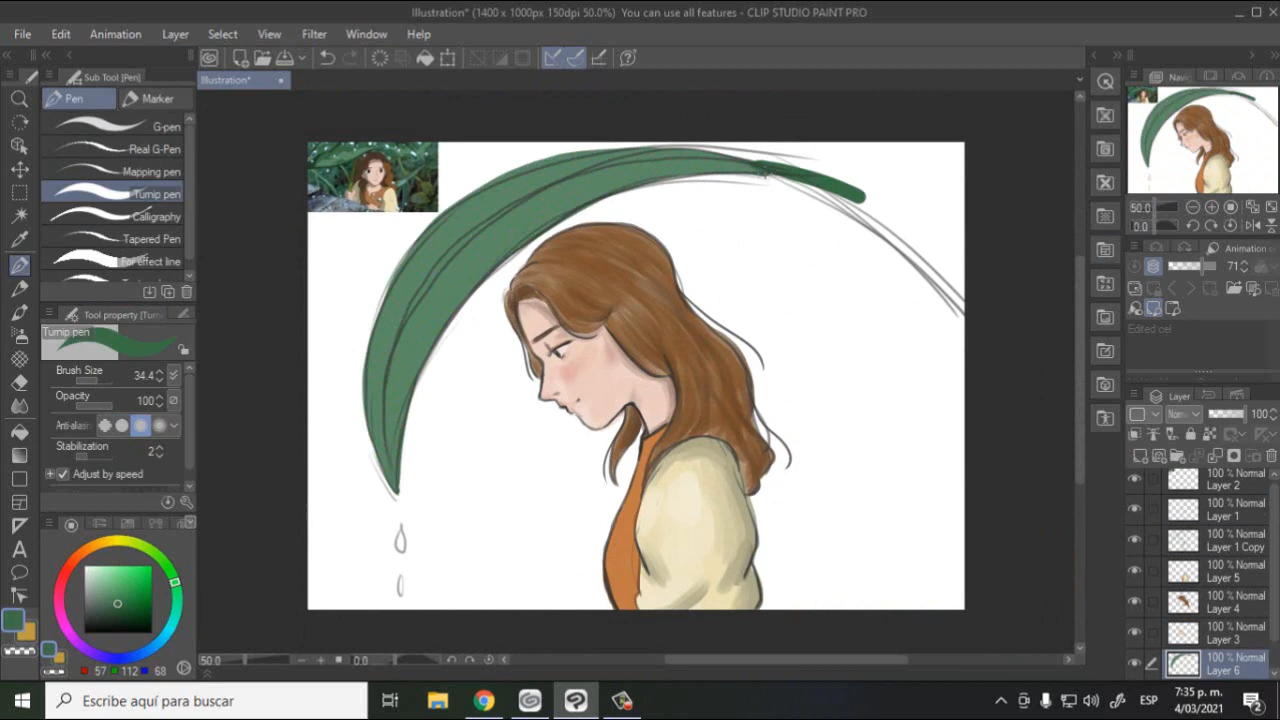 Illustration* (1400 x 1000px 150dpi 50.0%)  You can use all features - CLIP STUDIO PAINT PRO
File Edit Animation Layer Select View Filter Window Help
Illustration*
Sub Tool [Pen]
Pen Marker
G-pen
Real G-Pen
Mapping pen
Turnip pen
Calligraphy
Tapered Pen
For effect line
Tool property [Turni
Turnip pen
Brush Size 34.4
Opacity 100
Anti-alias
Stabilization 2
Adjust by speed
57 112 68
50.0 0.0
Navig
50.0
0.0
Animation
71
Edited cel
Layer
Norm 100
100 % Normal
Layer 2
100 % Normal
Layer 1
100 % Normal
Layer 1 Copy
100 % Normal
Layer 5
100 % Normal
Layer 4
100 % Normal
Layer 3
100 % Normal
Layer 6
Escribe aquí para buscar
ESP
7:35 p. m.
4/03/2021
2